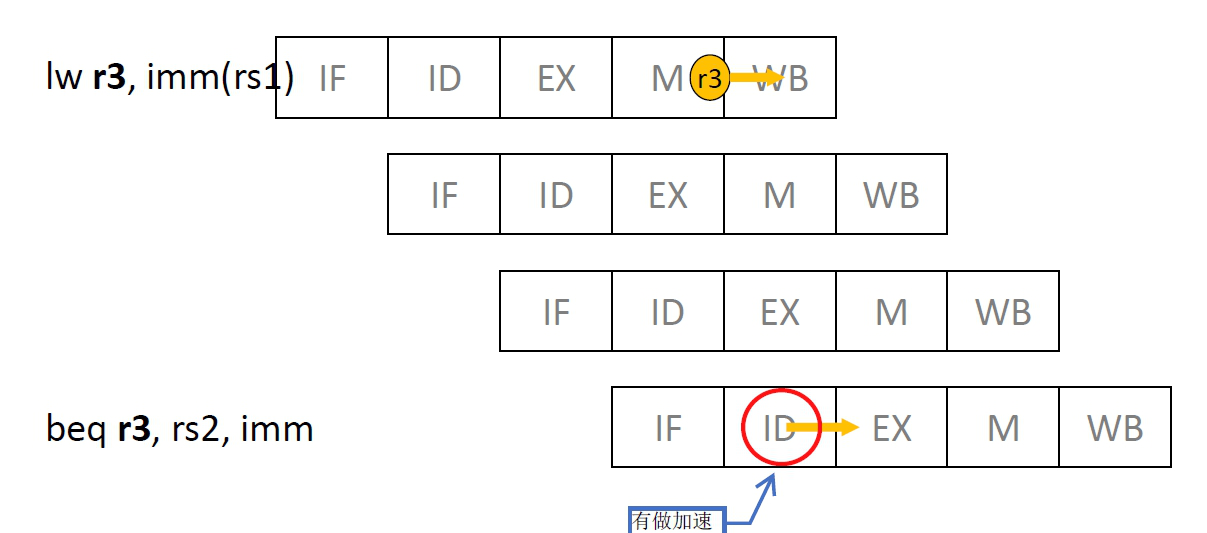 lw r3, imm(rs1) IF ID EX M r3 WB
IF ID EX M WB
IF ID EX M WB
beq r3, rs2, imm IF ID EX M WB
有做加速